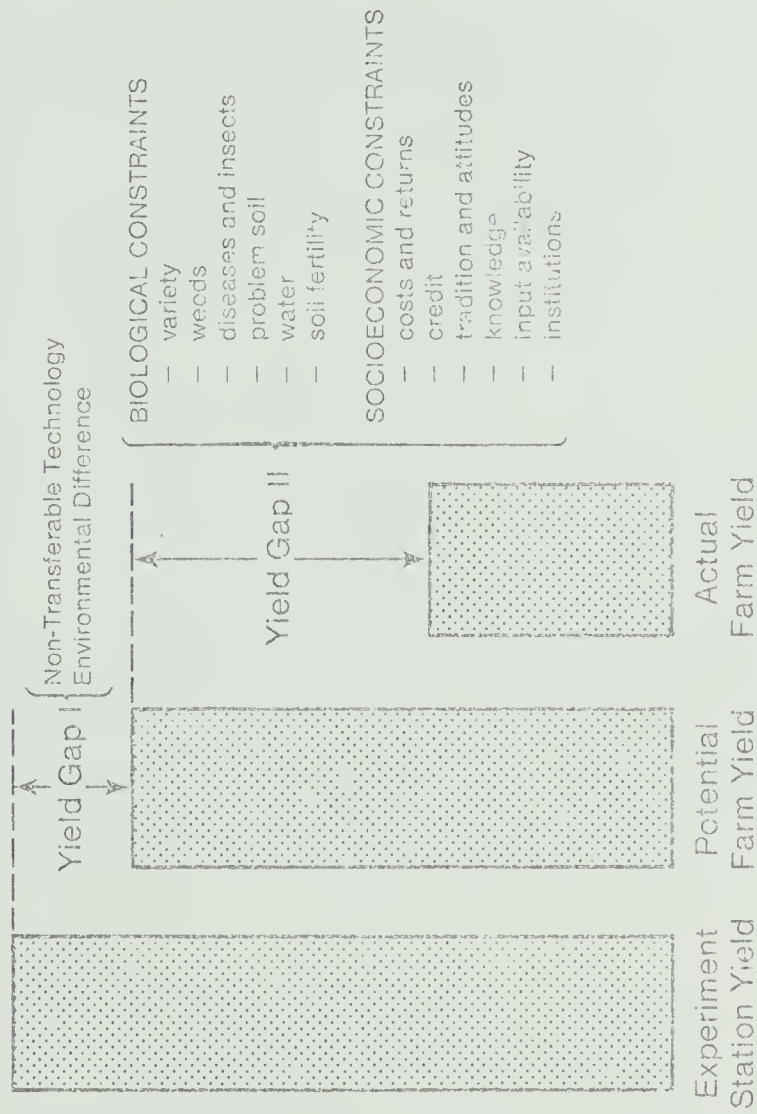 Yield Gap I
Non-Transferable Technology
Environmental Difference
Yield Gap II
BIOLOGICAL CONSTRAINTS
– variety
– weeds
– diseases and insects
– problem soil
– water
– soil fertility
SOCIOECONOMIC CONSTRAINTS
– costs and returns
– credit
– tradition and attitudes
– knowledge
– input availability
– institutions
Experiment
Station Yield
Potential
Farm Yield
Actual
Farm Yield